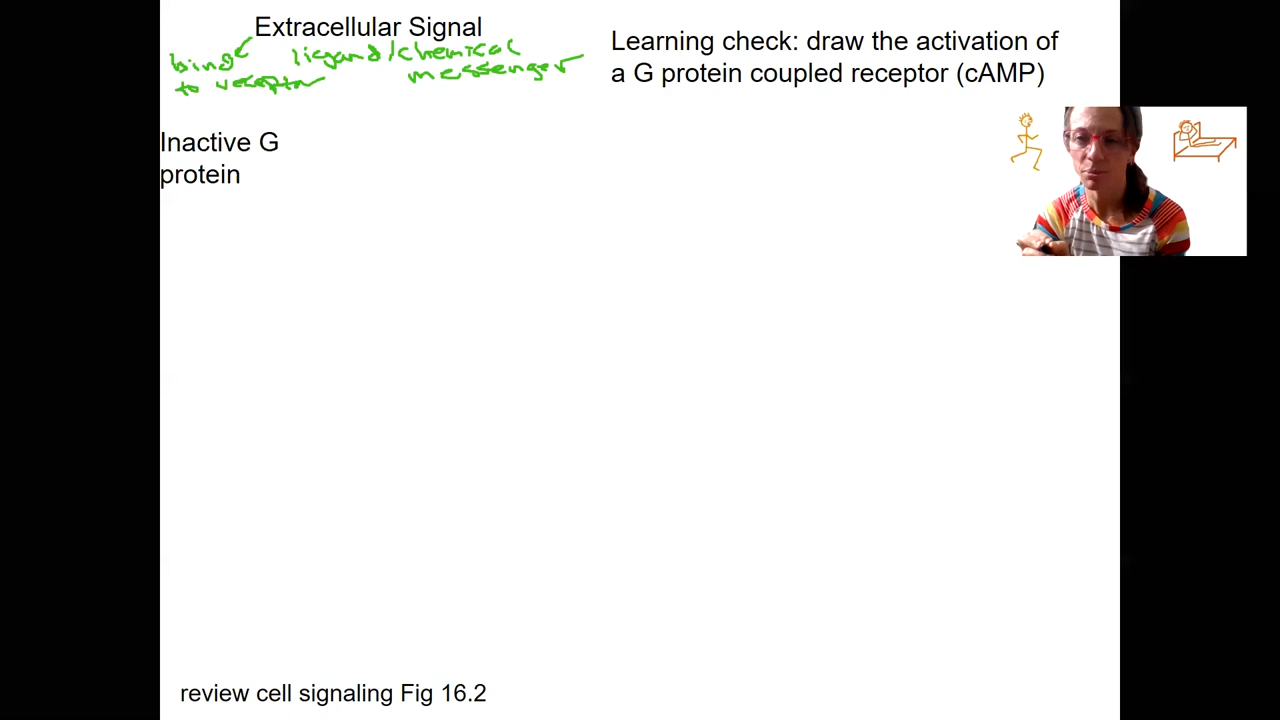 Extracellular Signal
ligand/chemical
messenger
bind
to receptor
Learning check: draw the activation of
a G protein coupled receptor (cAMP)
Inactive G
protein
review cell signaling Fig 16.2